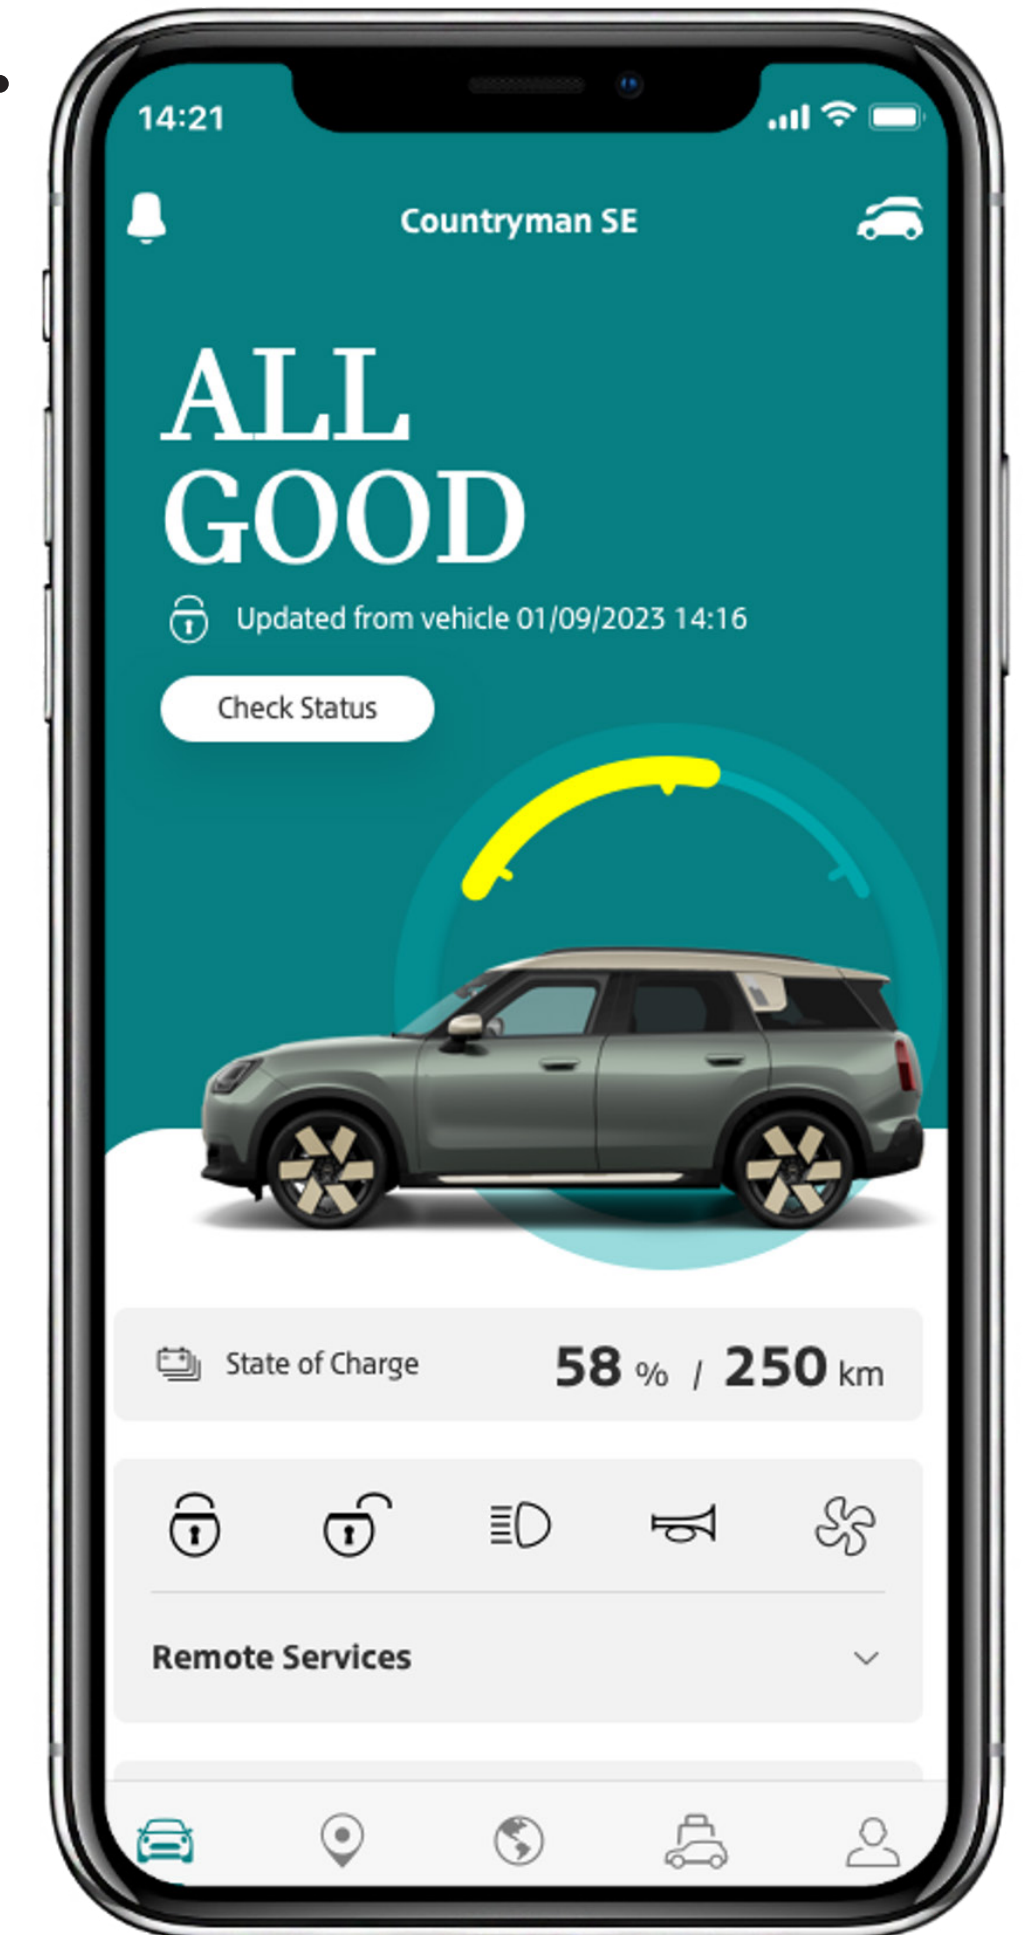 14:21
Countryman SE
ALL
GOOD
Updated from vehicle 01/09/2023 14:16
Check Status
State of Charge 58 % / 250 km
Remote Services